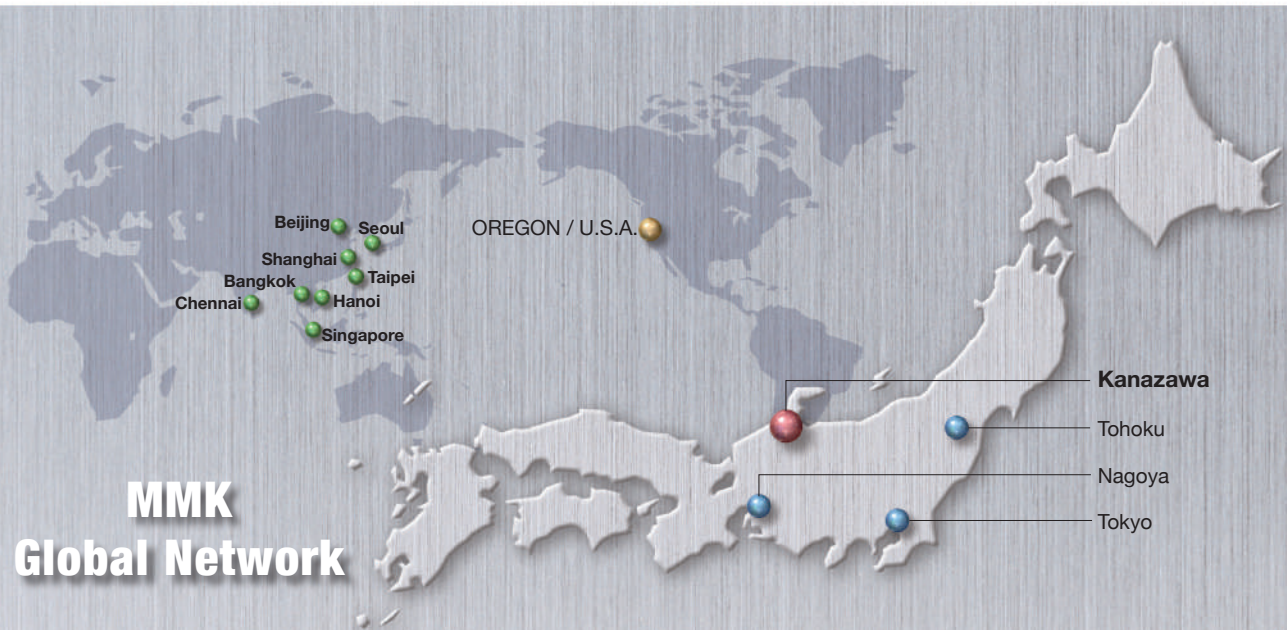 Beijing
Seoul
OREGON / U.S.A.
Shanghai
Taipei
Bangkok
Hanoi
Chennai
Singapore
Kanazawa
Tohoku
Nagoya
Tokyo
MMK
Global Network